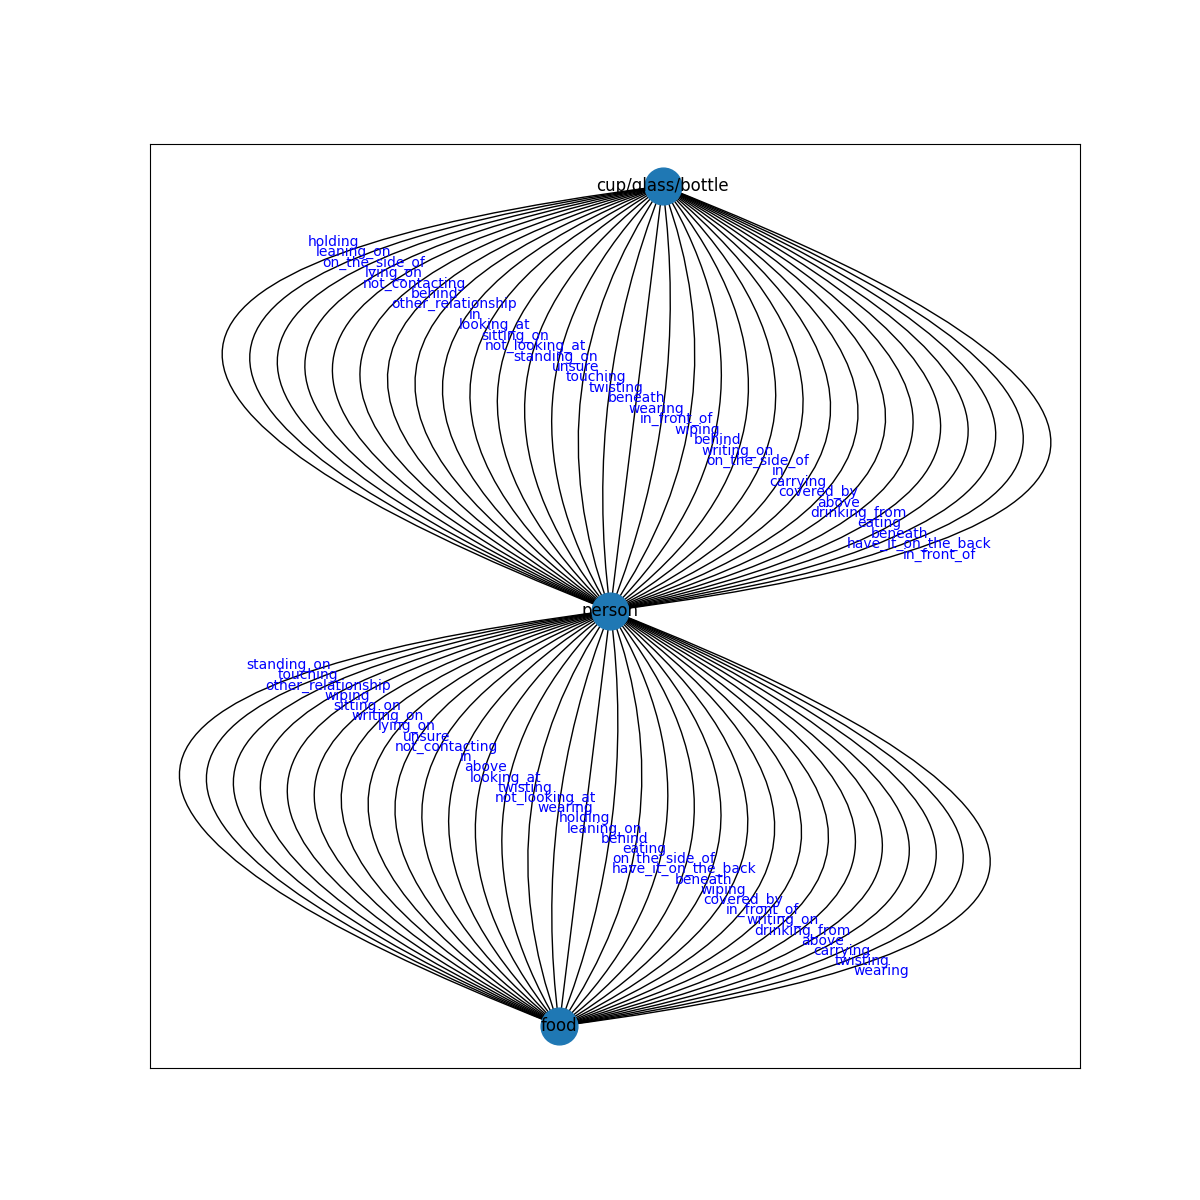 cup/glass/bottle
holding
leaning_on
on_the_side_of
lying_on
not_contacting
behind
other_relationship
in
looking_at
sitting_on
not_looking_at
standing_on
unsure
touching
twisting
beneath
wearing
in_front_of
wiping
behind
writing_on
on_the_side_of
in
carrying
covered_by
above
drinking_from
eating
beneath
have_it_on_the_back
in_front_of
person
standing_on
touching
other_relationship
wiping
sitting_on
writing_on
lying_on
unsure
not_contacting
in
above
looking_at
twisting
not_looking_at
wearing
holding
leaning_on
behind
eating
on_the_side_of
have_it_on_the_back
beneath
wiping
covered_by
in_front_of
writing_on
drinking_from
above
carrying
twisting
wearing
food